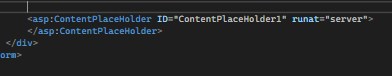 <asp:ContentPlaceHolder ID="ContentPlaceHolder1" runat="server">
</asp:ContentPlaceHolder>
</div>
orm>